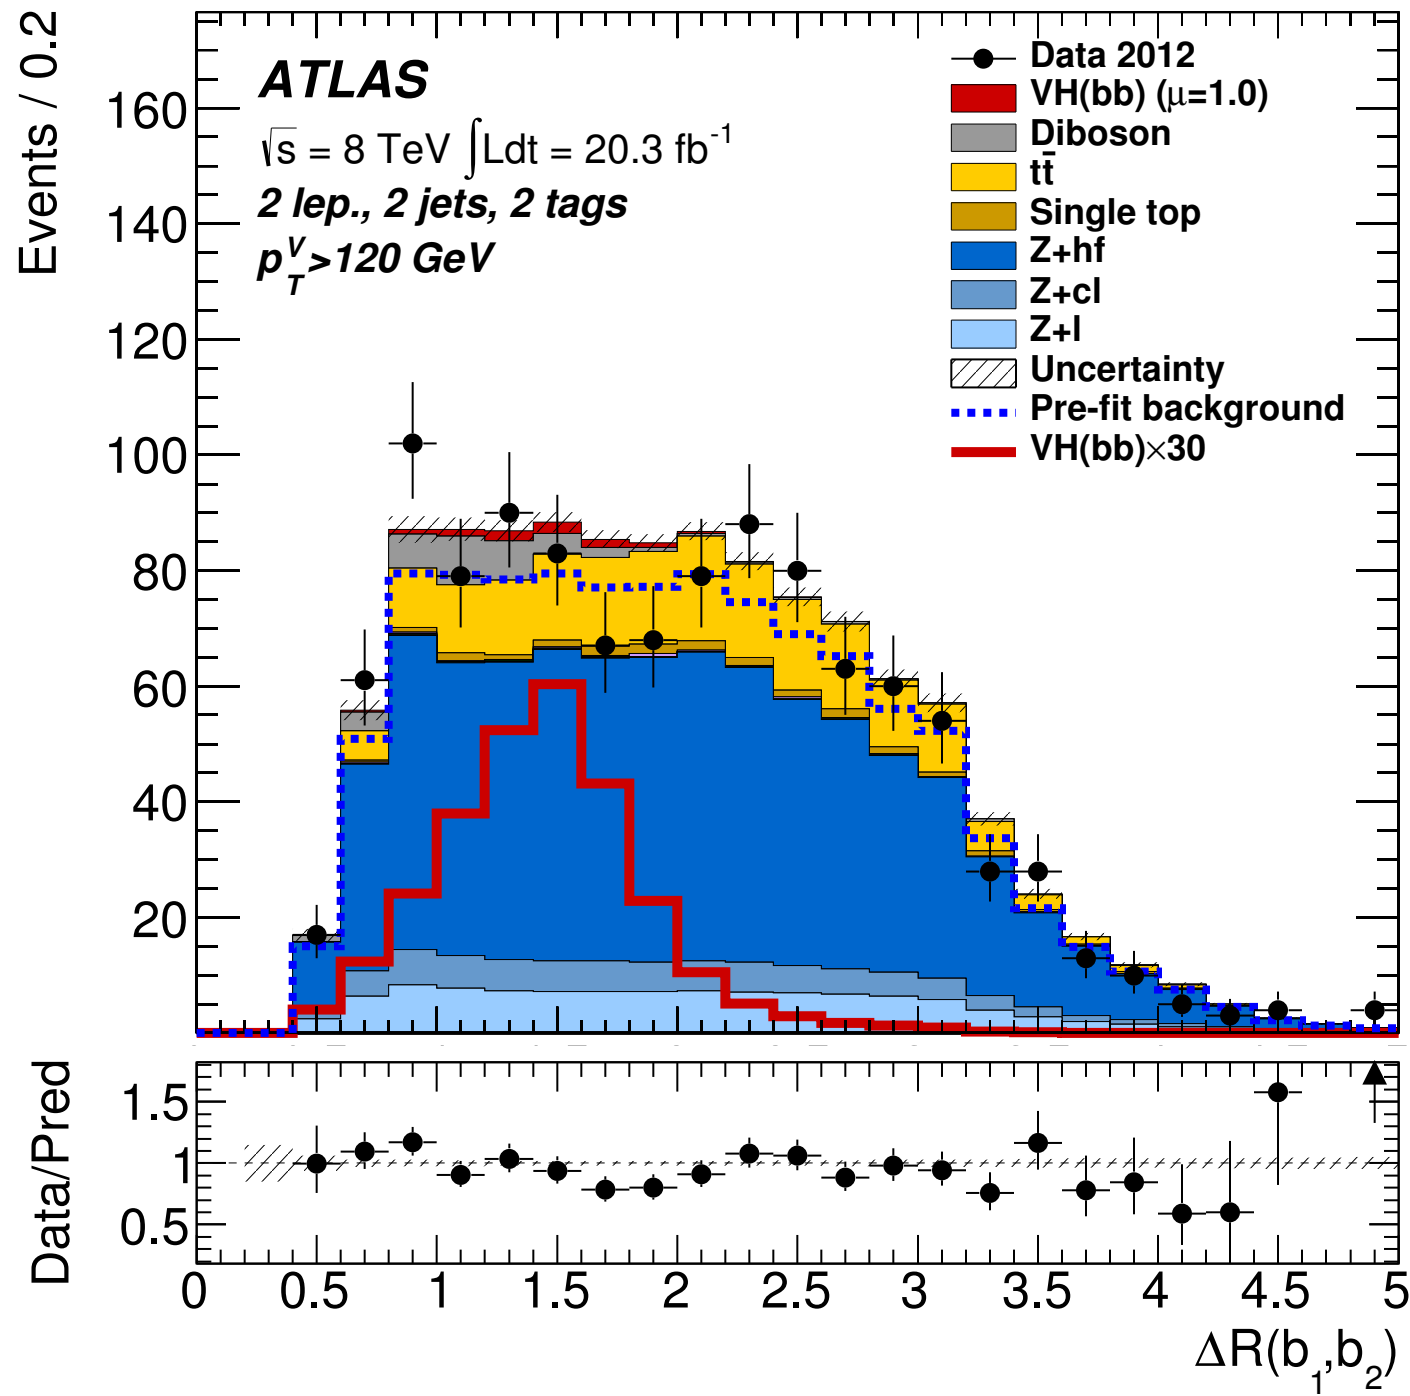 Events / 0.2
160
140
120
100
80
60
40
20
ATLAS
√s = 8 TeV ∫Ldt = 20.3 fb⁻¹
2 lep., 2 jets, 2 tags
p_T^V>120 GeV
Data 2012
VH(bb) (μ=1.0)
Diboson
tt̄
Single top
Z+hf
Z+cl
Z+l
Uncertainty
Pre-fit background
VH(bb)×30
Data/Pred
1.5
1
0.5
0 0.5 1 1.5 2 2.5 3 3.5 4 4.5 5
ΔR(b₁,b₂)